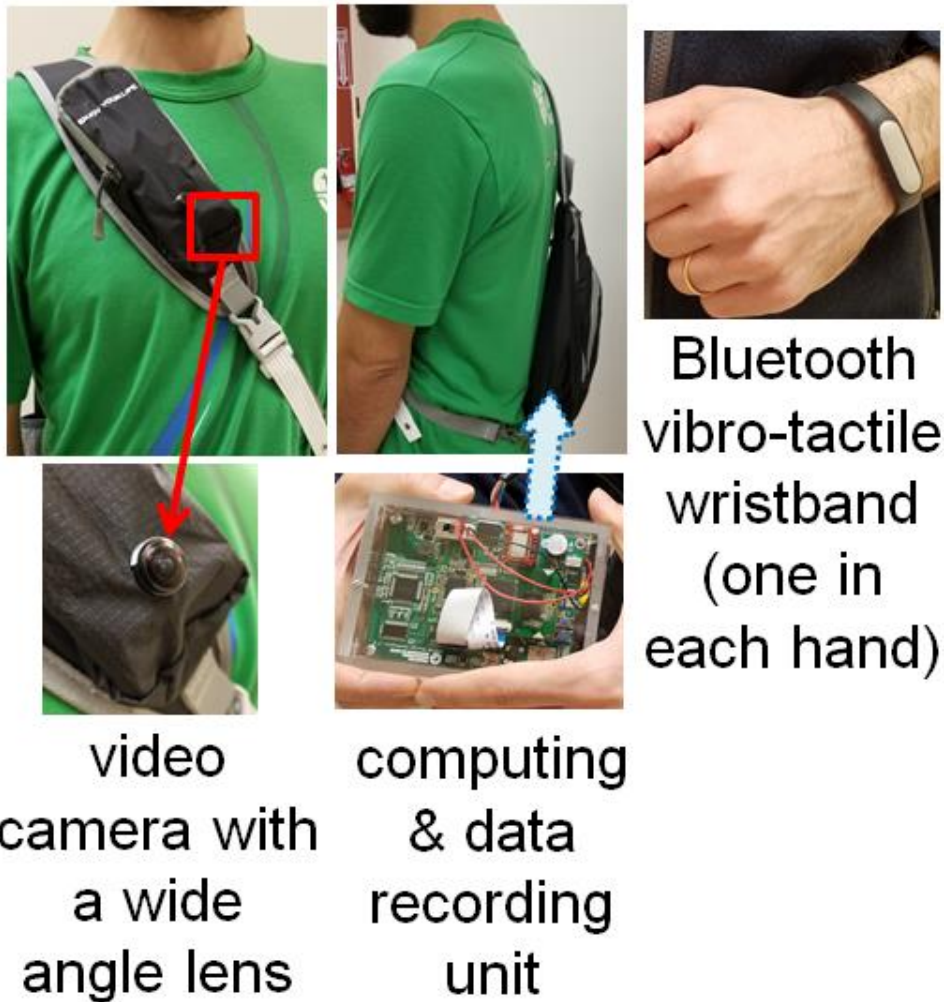 Bluetooth
vibro-tactile
wristband
(one in
each hand)
video
camera with
a wide
angle lens
computing
& data
recording
unit